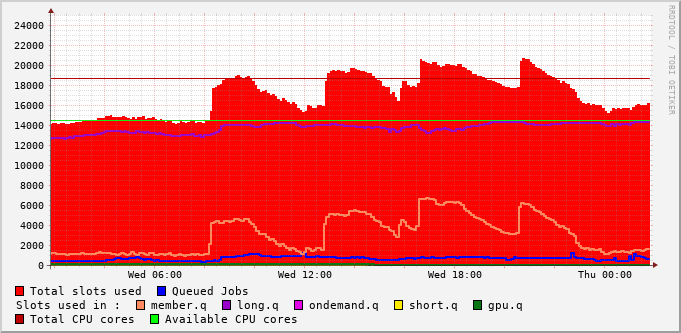 24000
22000
20000
18000
16000
14000
12000
10000
8000
6000
4000
2000
0
Wed 06:00 Wed 12:00 Wed 18:00 Thu 00:00
RRDTOOL / TOBI OETIKER
Total slots used Queued Jobs
Slots used in : member.q long.q ondemand.q short.q gpu.q
Total CPU cores Available CPU cores